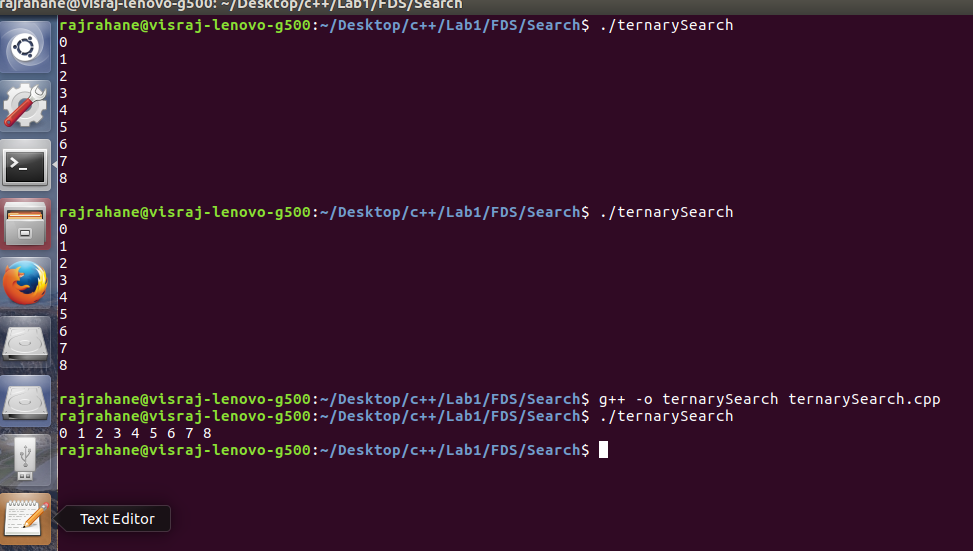 rajrahane@visraj-lenovo-g500: ~/Desktop/c++/Lab1/FDS/Search
rajrahane@visraj-lenovo-g500:~/Desktop/c++/Lab1/FDS/Search$ ./ternarySearch
0
1
2
3
4
5
6
7
8
rajrahane@visraj-lenovo-g500:~/Desktop/c++/Lab1/FDS/Search$ ./ternarySearch
0
1
2
3
4
5
6
7
8
rajrahane@visraj-lenovo-g500:~/Desktop/c++/Lab1/FDS/Search$ g++ -o ternarySearch ternarySearch.cpp
rajrahane@visraj-lenovo-g500:~/Desktop/c++/Lab1/FDS/Search$ ./ternarySearch
0 1 2 3 4 5 6 7 8
rajrahane@visraj-lenovo-g500:~/Desktop/c++/Lab1/FDS/Search$
>_
Text Editor